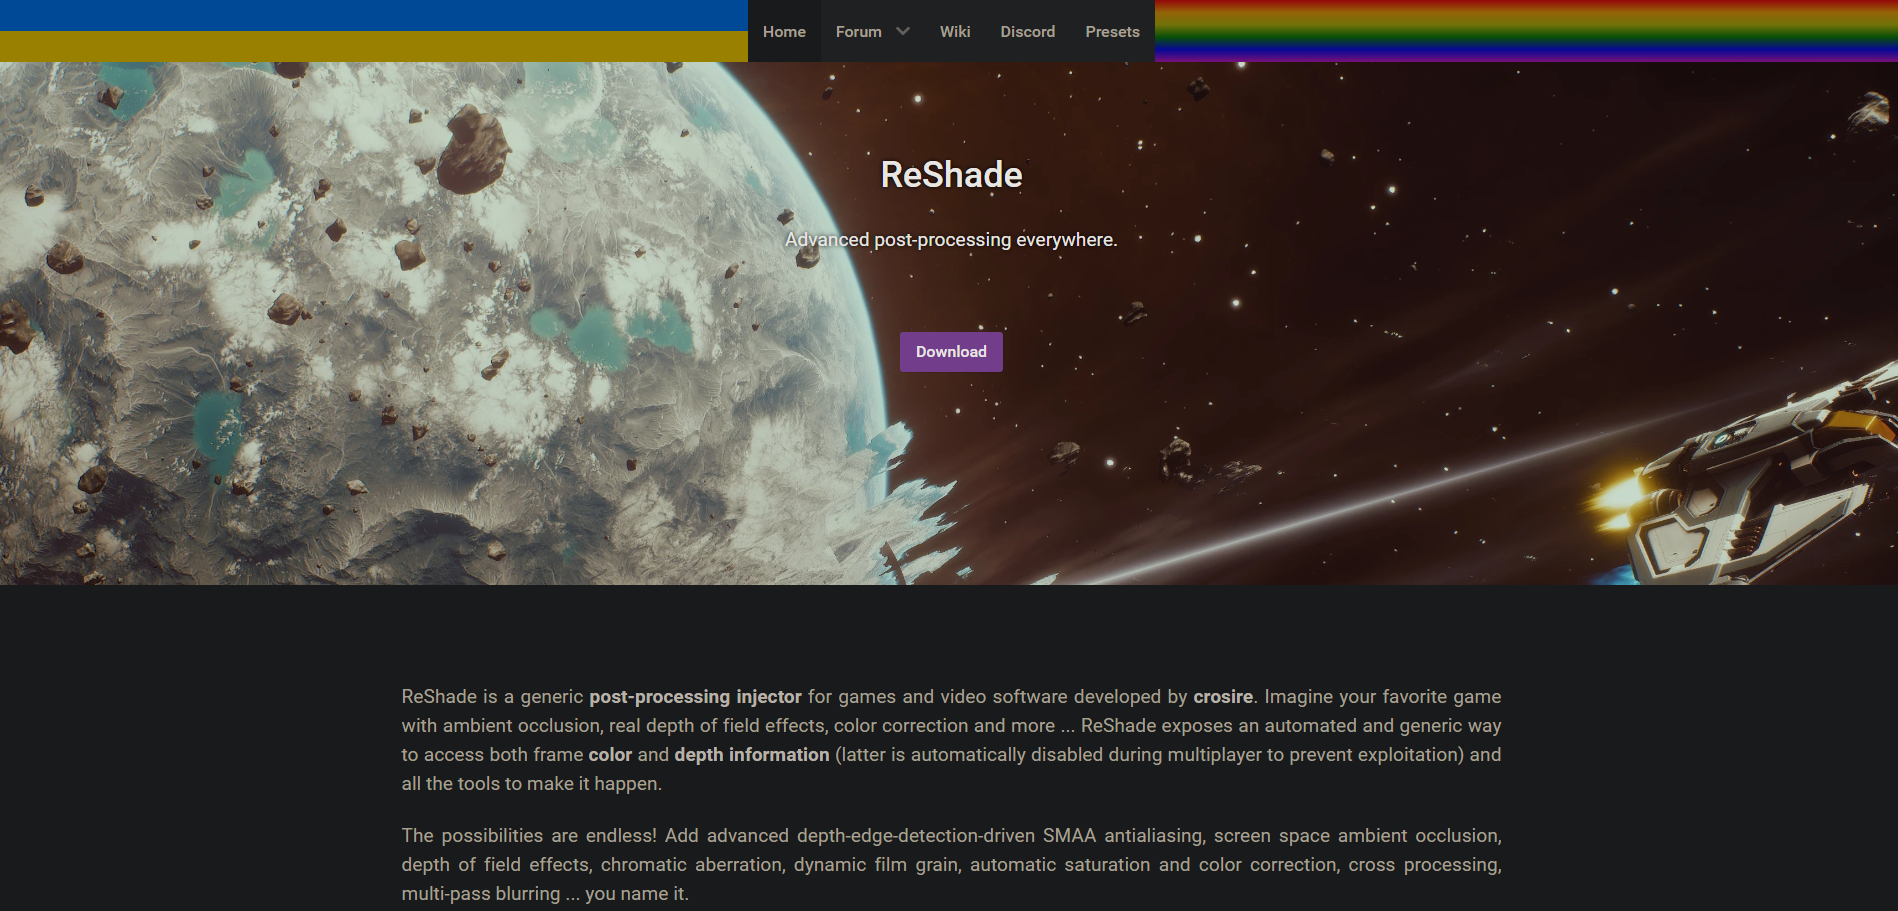 Home Forum Wiki Discord Presets
ReShade
Advanced post-processing everywhere.
Download
ReShade is a generic post-processing injector for games and video software developed by crosire. Imagine your favorite game
with ambient occlusion, real depth of field effects, color correction and more ... ReShade exposes an automated and generic way
to access both frame color and depth information (latter is automatically disabled during multiplayer to prevent exploitation) and
all the tools to make it happen.
The possibilities are endless! Add advanced depth-edge-detection-driven SMAA antialiasing, screen space ambient occlusion,
depth of field effects, chromatic aberration, dynamic film grain, automatic saturation and color correction, cross processing,
multi-pass blurring ... you name it.